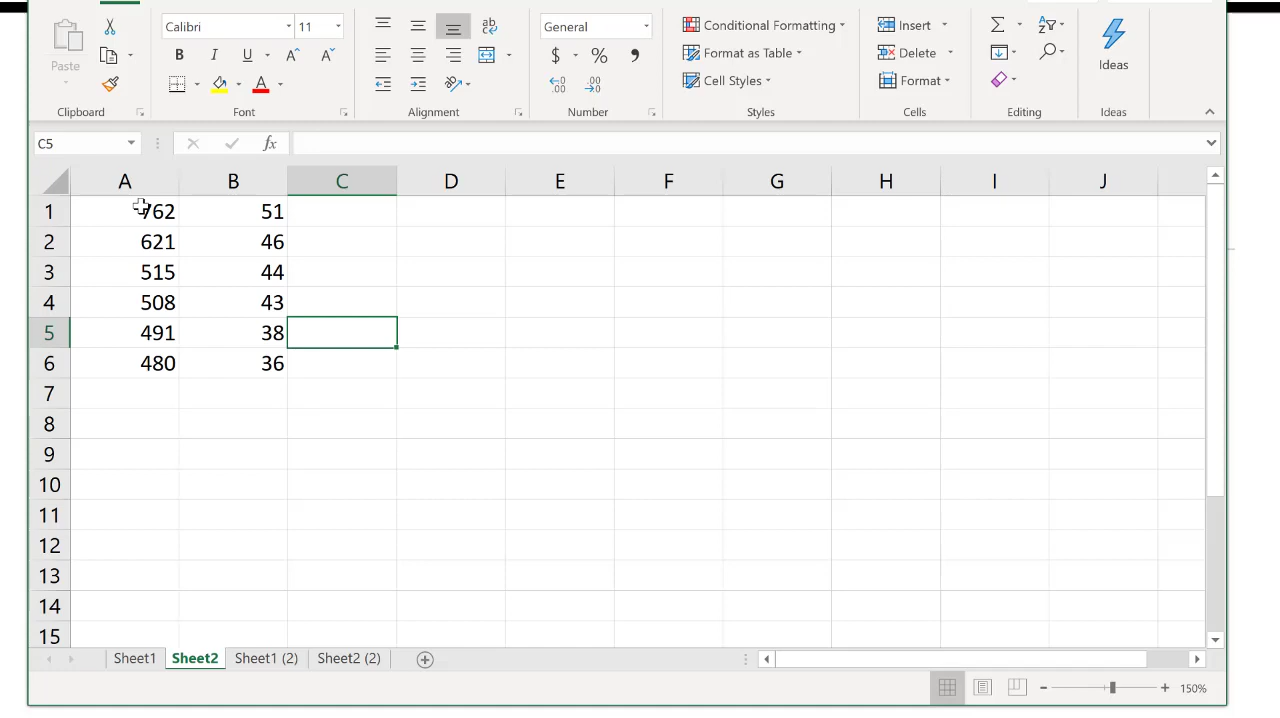 Calibri 11 General Conditional Formatting Insert
Paste B I U $ % , Format as Table Delete Ideas
Cell Styles Format
Clipboard Font Alignment Number Styles Cells Editing Ideas
C5 fx
A B C D E F G H I J
1 762 51
2 621 46
3 515 44
4 508 43
5 491 38
6 480 36
7
8
9
10
11
12
13
14
15
Sheet1 Sheet2 Sheet1 (2) Sheet2 (2)
150%